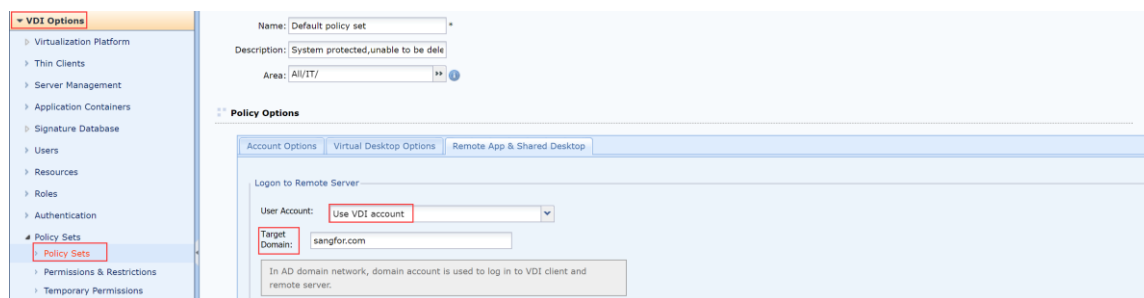 VDI Options
Virtualization Platform
Thin Clients
Server Management
Application Containers
Signature Database
Users
Resources
Roles
Authentication
Policy Sets
Policy Sets
Permissions & Restrictions
Temporary Permissions
Name: Default policy set *
Description: System protected,unable to be dele
Area: All/IT/
Policy Options
Account Options Virtual Desktop Options Remote App & Shared Desktop
Logon to Remote Server
User Account: Use VDI account
Target
Domain: sangfor.com
In AD domain network, domain account is used to log in to VDI client and
remote server.